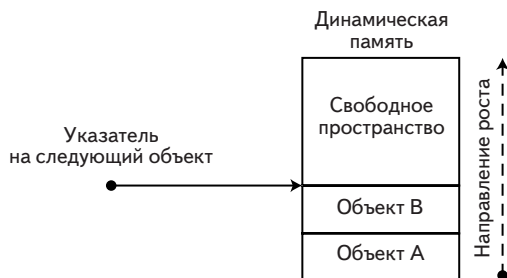 Динамическая
память
Свободное
пространство
Указатель
на следующий объект
Объект B
Объект A
Направление роста